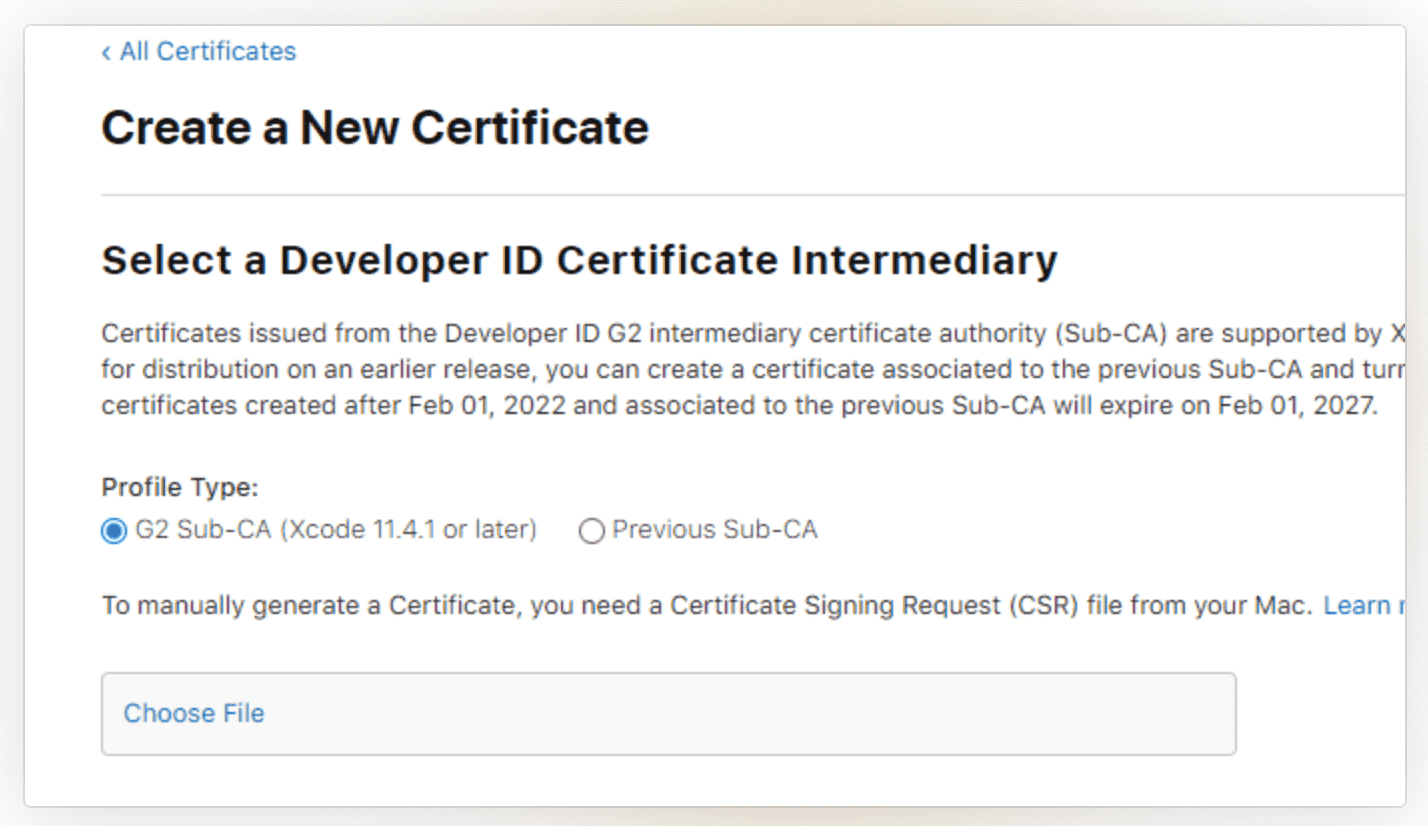 ‹ All Certificates
Create a New Certificate
Select a Developer ID Certificate Intermediary
Certificates issued from the Developer ID G2 intermediary certificate authority (Sub-CA) are supported by X
for distribution on an earlier release, you can create a certificate associated to the previous Sub-CA and
certificates created after Feb 01, 2022 and associated to the previous Sub-CA will expire on Feb 01, 2027.
Profile Type:
G2 Sub-CA (Xcode 11.4.1 or later) Previous Sub-CA
To manually generate a Certificate, you need a Certificate Signing Request (CSR) file from your Mac. Learn
Choose File